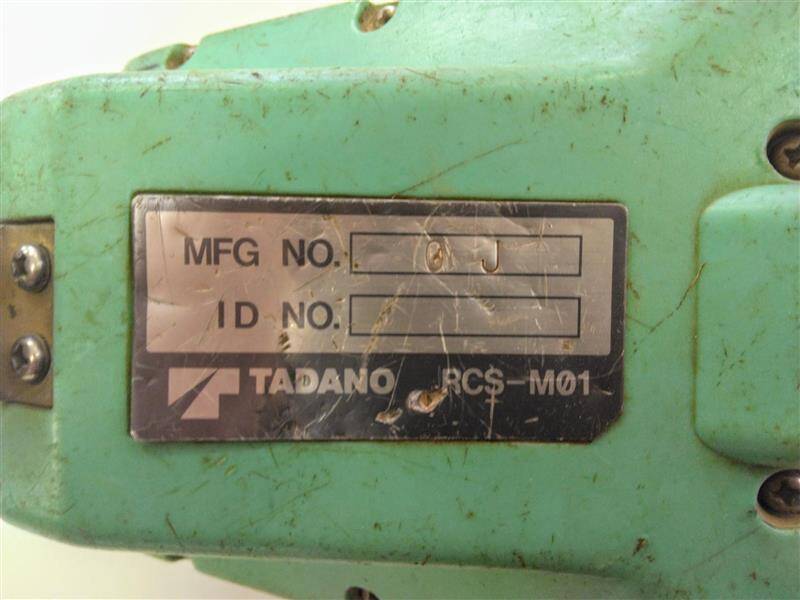 MFG NO. 0 J
ID NO.
TADANO RCS-M01